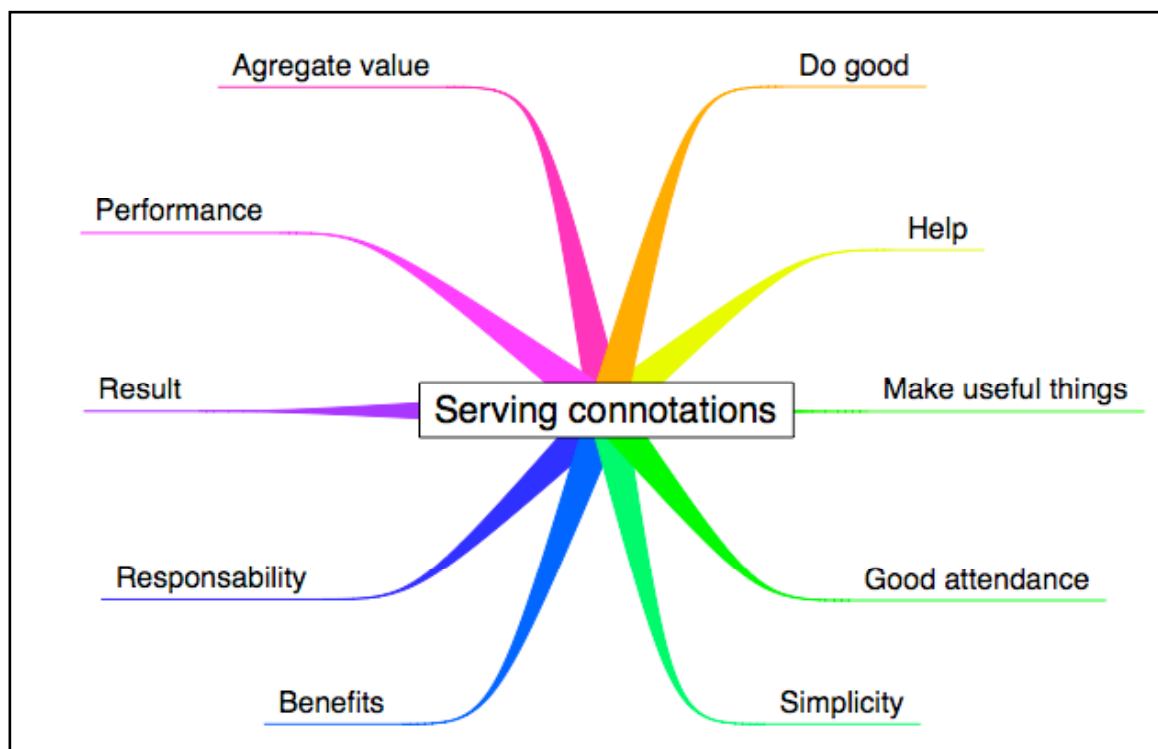 Agregate value
Do good
Performance
Help
Result
Serving connotations
Make useful things
Responsability
Good attendance
Benefits
Simplicity